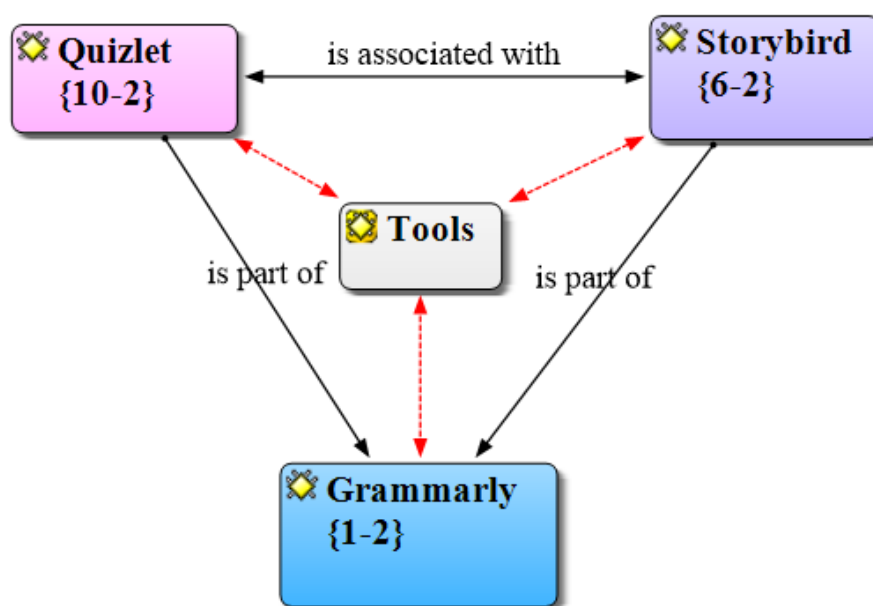 Quizlet
{10-2}
is associated with
Storybird
{6-2}
Tools
is part of
is part of
Grammarly
{1-2}